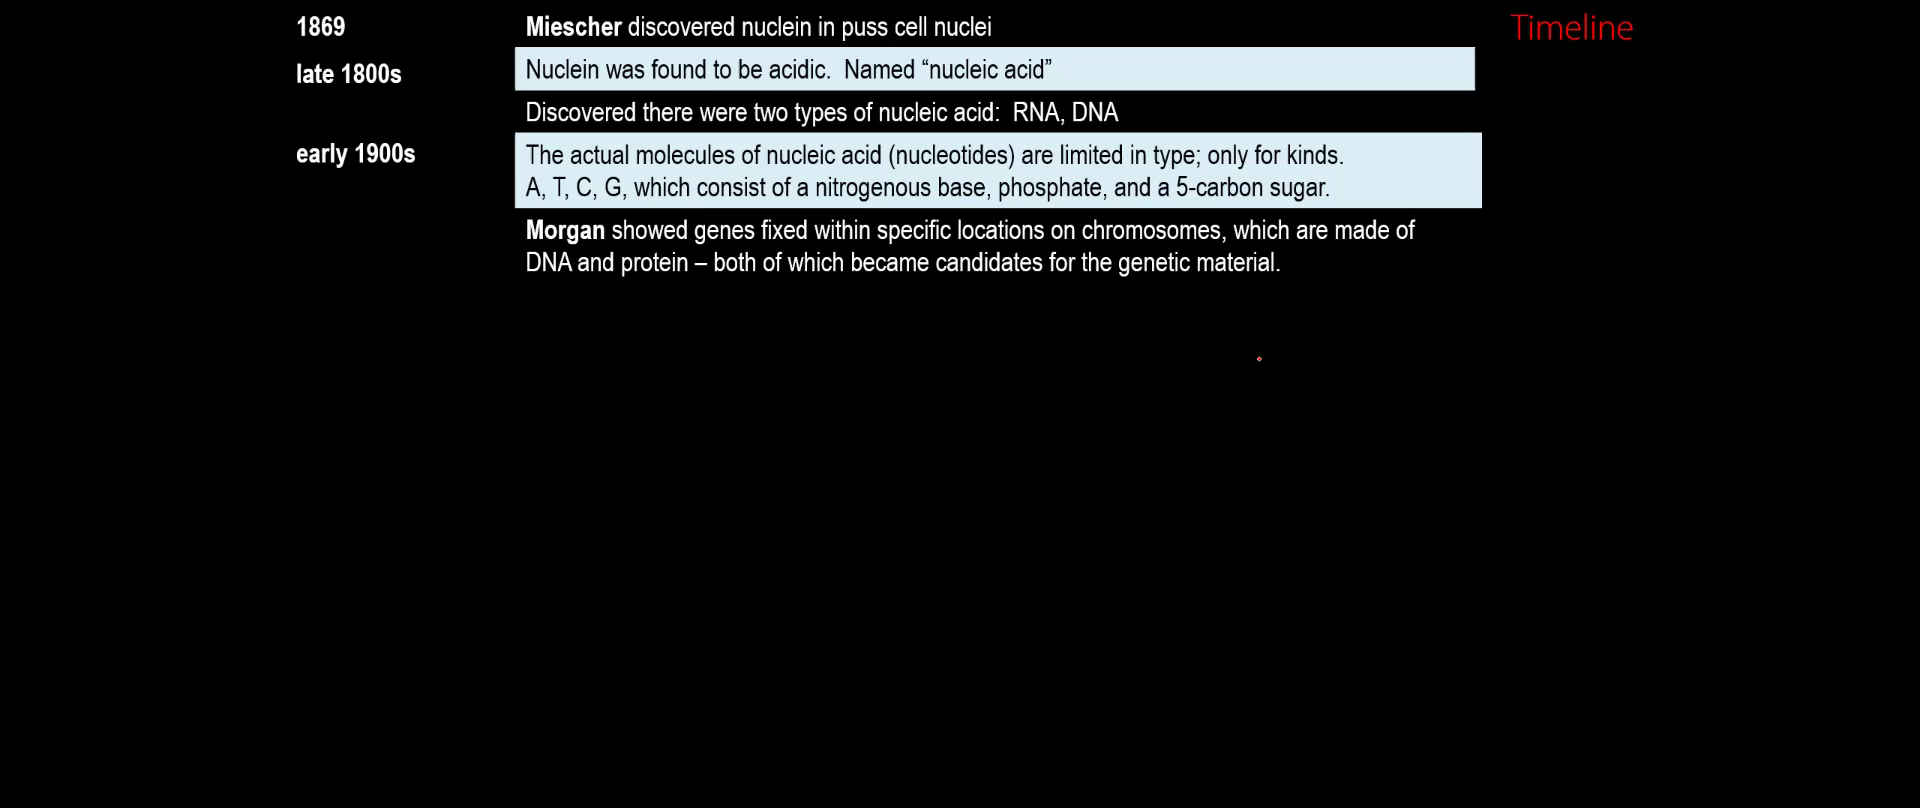 1869
Miescher discovered nuclein in puss cell nuclei
Timeline
late 1800s
Nuclein was found to be acidic.  Named “nucleic acid”
Discovered there were two types of nucleic acid:  RNA, DNA
early 1900s
The actual molecules of nucleic acid (nucleotides) are limited in type; only for kinds.
A, T, C, G, which consist of a nitrogenous base, phosphate, and a 5-carbon sugar.
Morgan showed genes fixed within specific locations on chromosomes, which are made of
DNA and protein – both of which became candidates for the genetic material.